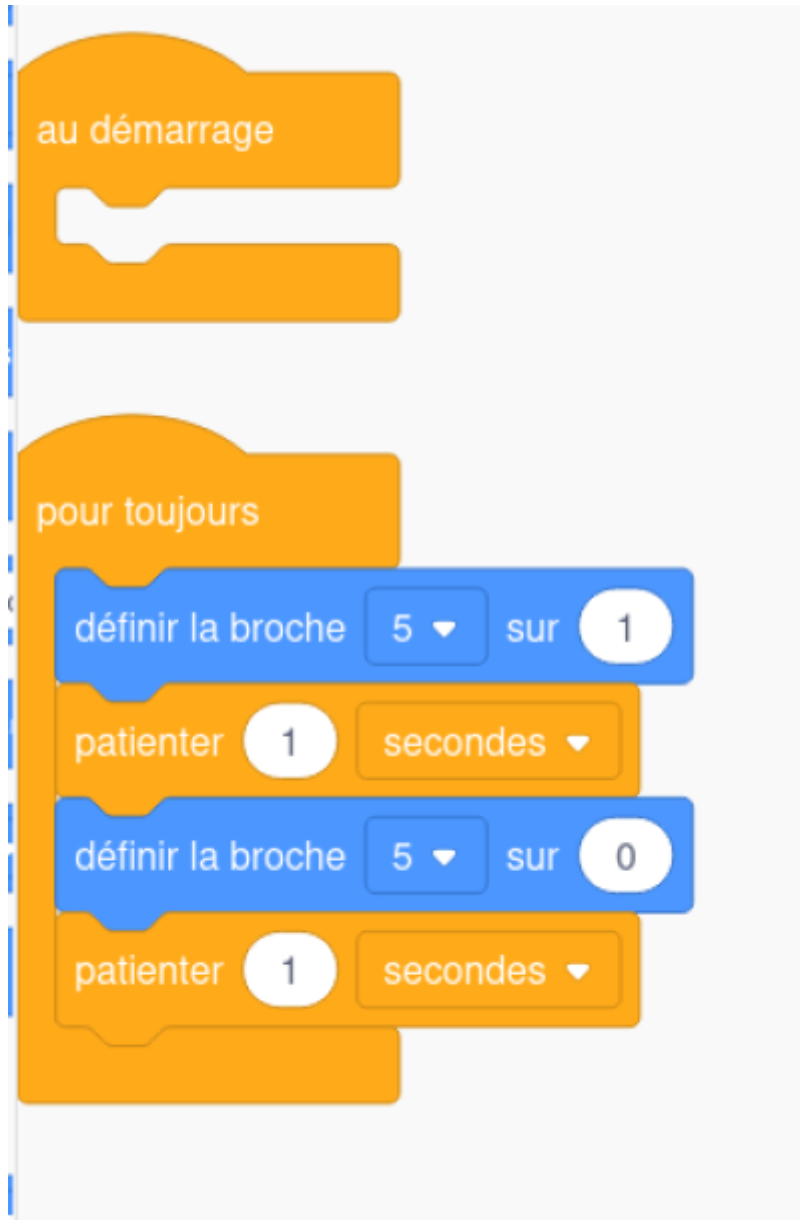 au démarrage
pour toujours
définir la broche 5 sur 1
patienter 1 secondes
définir la broche 5 sur 0
patienter 1 secondes